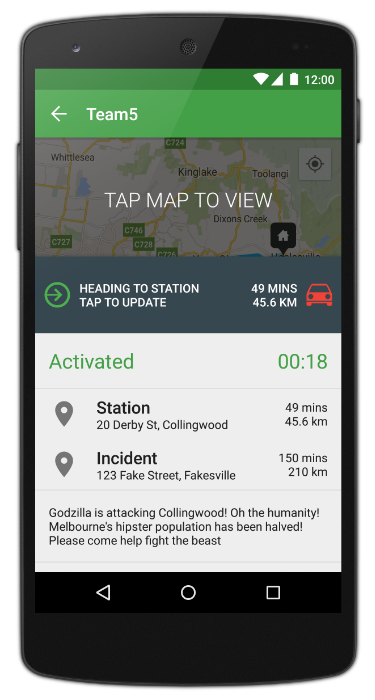 12:00
Team5
C724
Whittlesea
Kinglake
Toolangi
TAP MAP TO VIEW
Dixons Creek
C746
C727
C728
C726
HEADING TO STATION 49 MINS
TAP TO UPDATE 45.6 KM
Activated 00:18
Station 49 mins
20 Derby St, Collingwood 45.6 km
Incident 150 mins
123 Fake Street, Fakesville 210 km
Godzilla is attacking Collingwood! Oh the humanity!
Melbourne's hipster population has been halved!
Please come help fight the beast